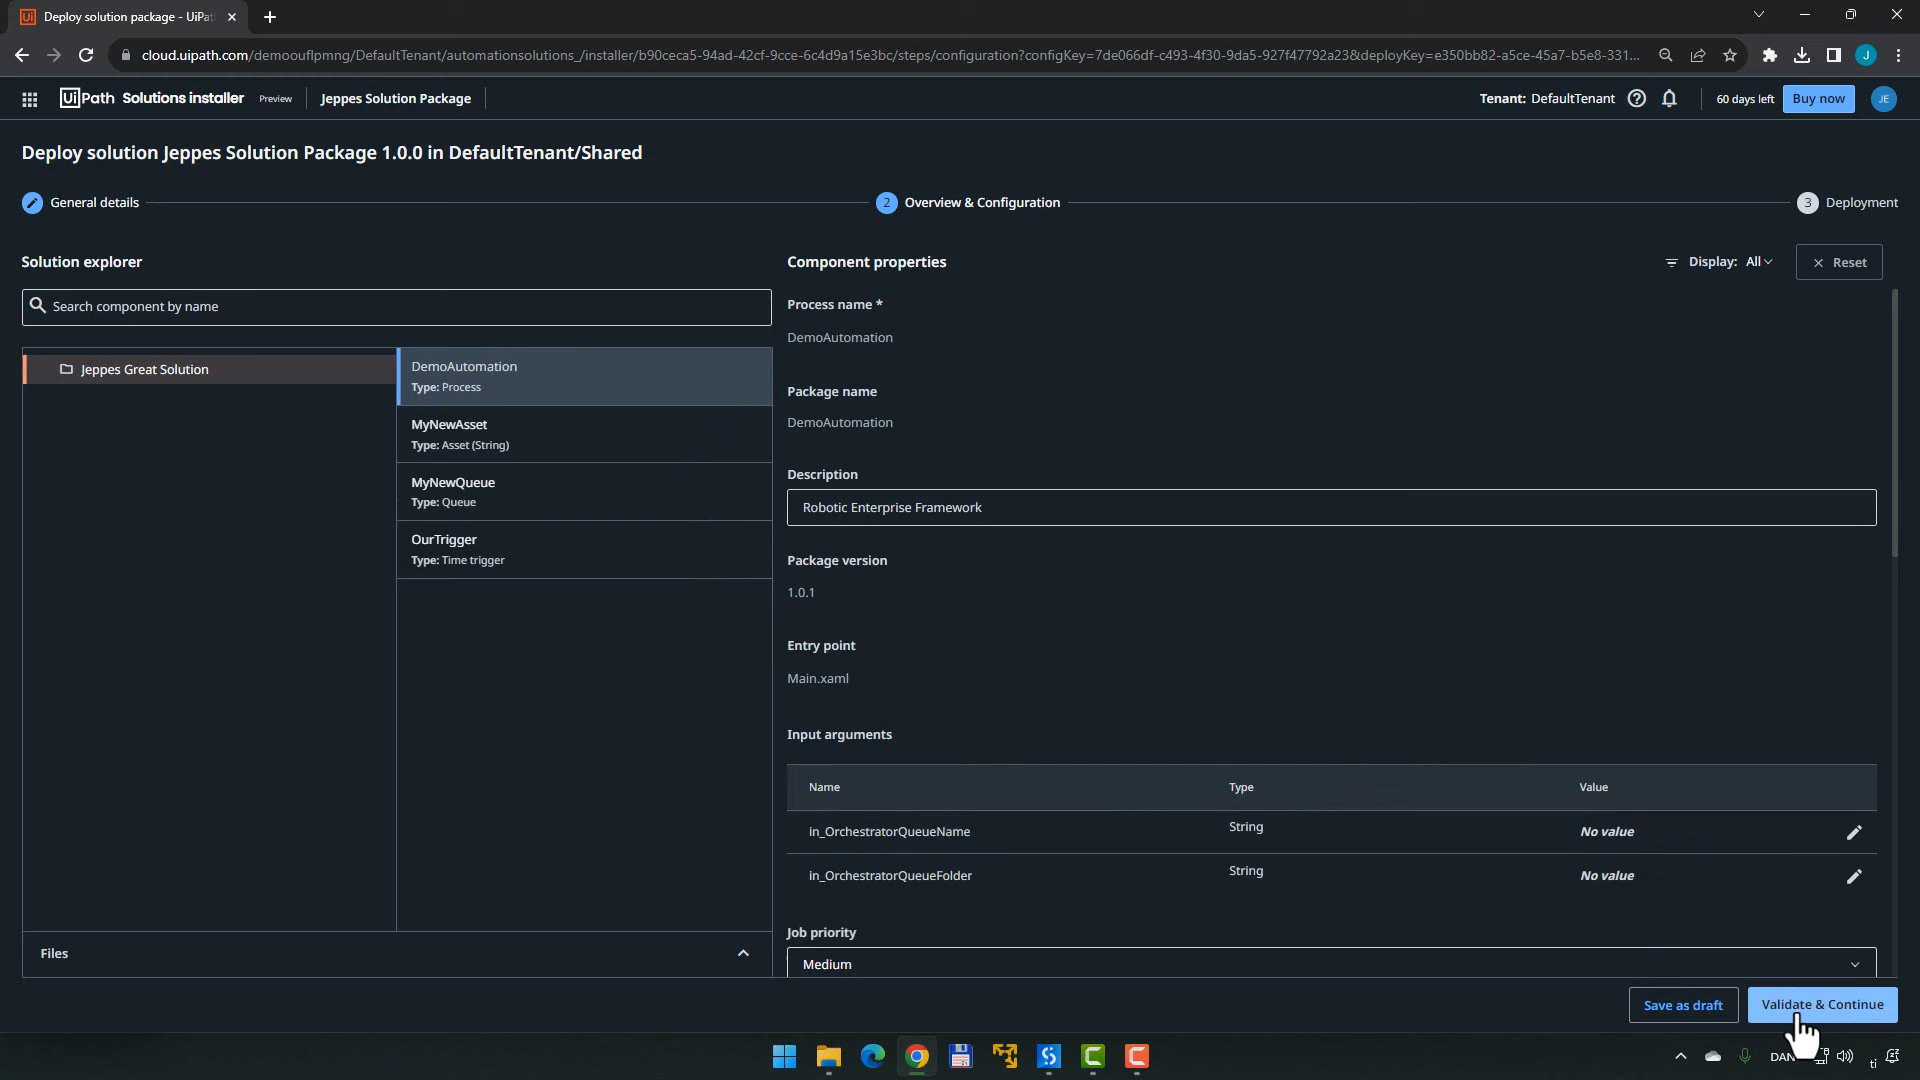 Deploy solution package - UiPat
cloud.uipath.com/demoouflpmng/DefaultTenant/automationsolutions_/installer/b90ceca5-94ad-42cf-9cce-6c4d9a15e3bc/steps/configuration?configKey=7de066df-c493-4f30-9da5-927f47792a23&deployKey=e350bb82-a5ce-45a7-b5e8-331...
J
UiPath Solutions installer Preview Jeppes Solution Package
Tenant: DefaultTenant 60 days left Buy now JE
Deploy solution Jeppes Solution Package 1.0.0 in DefaultTenant/Shared
General details 2 Overview & Configuration 3 Deployment
Solution explorer
Search component by name
Jeppes Great Solution
DemoAutomation
Type: Process
MyNewAsset
Type: Asset (String)
MyNewQueue
Type: Queue
OurTrigger
Type: Time trigger
Files
Component properties
Display: All Reset
Process name *
DemoAutomation
Package name
DemoAutomation
Description
Robotic Enterprise Framework
Package version
1.0.1
Entry point
Main.xaml
Input arguments
Name Type Value
in_OrchestratorQueueName String No value
in_OrchestratorQueueFolder String No value
Job priority
Medium
Save as draft Validate & Continue
DAN